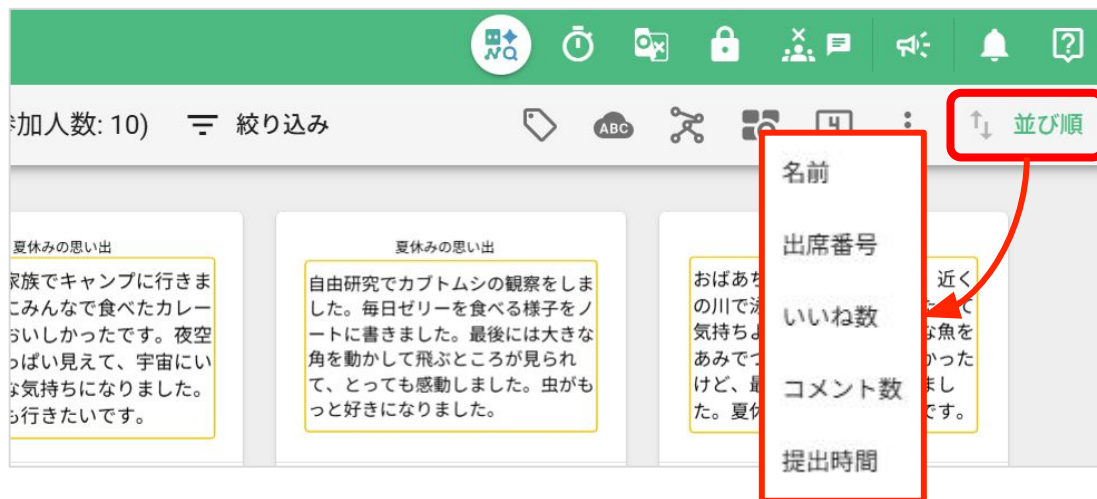 加人数: 10)
絞り込み
ABC
4
並び順
名前
出席番号
いいね数
コメント数
提出時間
夏休みの思い出
家族でキャンプに行きま
にみんなで食べたカレー
おいしかったです。夜空
っぱい見えて、宇宙にい
な気持ちになりました。
も行きたいです。
夏休みの思い出
自由研究でカブトムシの観察をしま
した。毎日ゼリーを食べる様子をノ
ートに書きました。最後には大きな
角を動かして飛ぶところが見られ
て、とっても感動しました。虫がも
っと好きになりました。
おばあち 近く
の川で泳 て
気持ちよ な魚を
あみでつ かった
けど、最 まし
た。夏休 です。